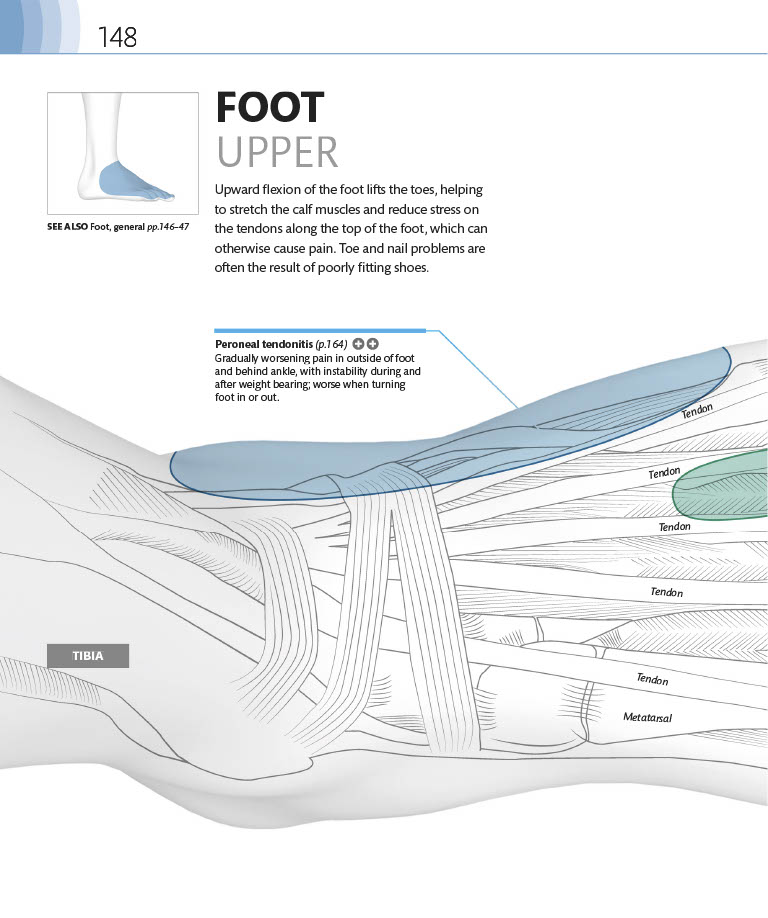 148
FOOT
UPPER
Upward flexion of the foot lifts the toes, helping
to stretch the calf muscles and reduce stress on
the tendons along the top of the foot, which can
otherwise cause pain. Toe and nail problems are
often the result of poorly fitting shoes.
SEE ALSO Foot, general pp.146–47
Peroneal tendonitis (p.164)
Gradually worsening pain in outside of foot
and behind ankle, with instability during and
after weight bearing; worse when turning
foot in or out.
Tendon
Tendon
Tendon
Tendon
TIBIA
Tendon
Metatarsal